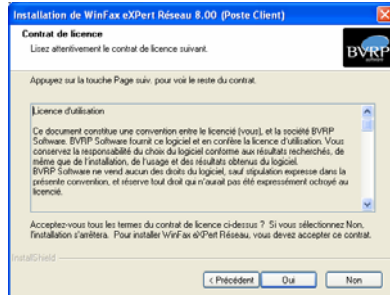 Installation de WinFax eXPert Réseau 8.00 (Poste Client)
Contrat de licence
Lisez attentivement le contrat de licence suivant.
BVRP
Appuyez sur la touche Page suiv. pour voir le reste du contrat.
Licence d'utilisation
Ce document constitue une convention entre le licencié (vous), et la société BVRP
Software. BVRP Software fournit ce logiciel et en confère la licence d'utilisation. Vous
conservez la responsabilité du choix du logiciel conforme aux résultats recherchés, de
même que de l'installation, de l'usage et des résultats obtenus du logiciel.
BVRP Software ne vend aucun des droits du logiciel, sauf stipulation expresse dans la
présente convention, et réserve tout droit qui n'aurait pas été expressément octroyé au
licencié.
Acceptez-vous tous les termes du contrat de licence ci-dessus ? Si vous sélectionnez Non,
l'installation s'arrêtera. Pour installer WinFax eXPert Réseau, vous devez accepter ce contrat.
InstallShield
< Précédent
Oui
Non